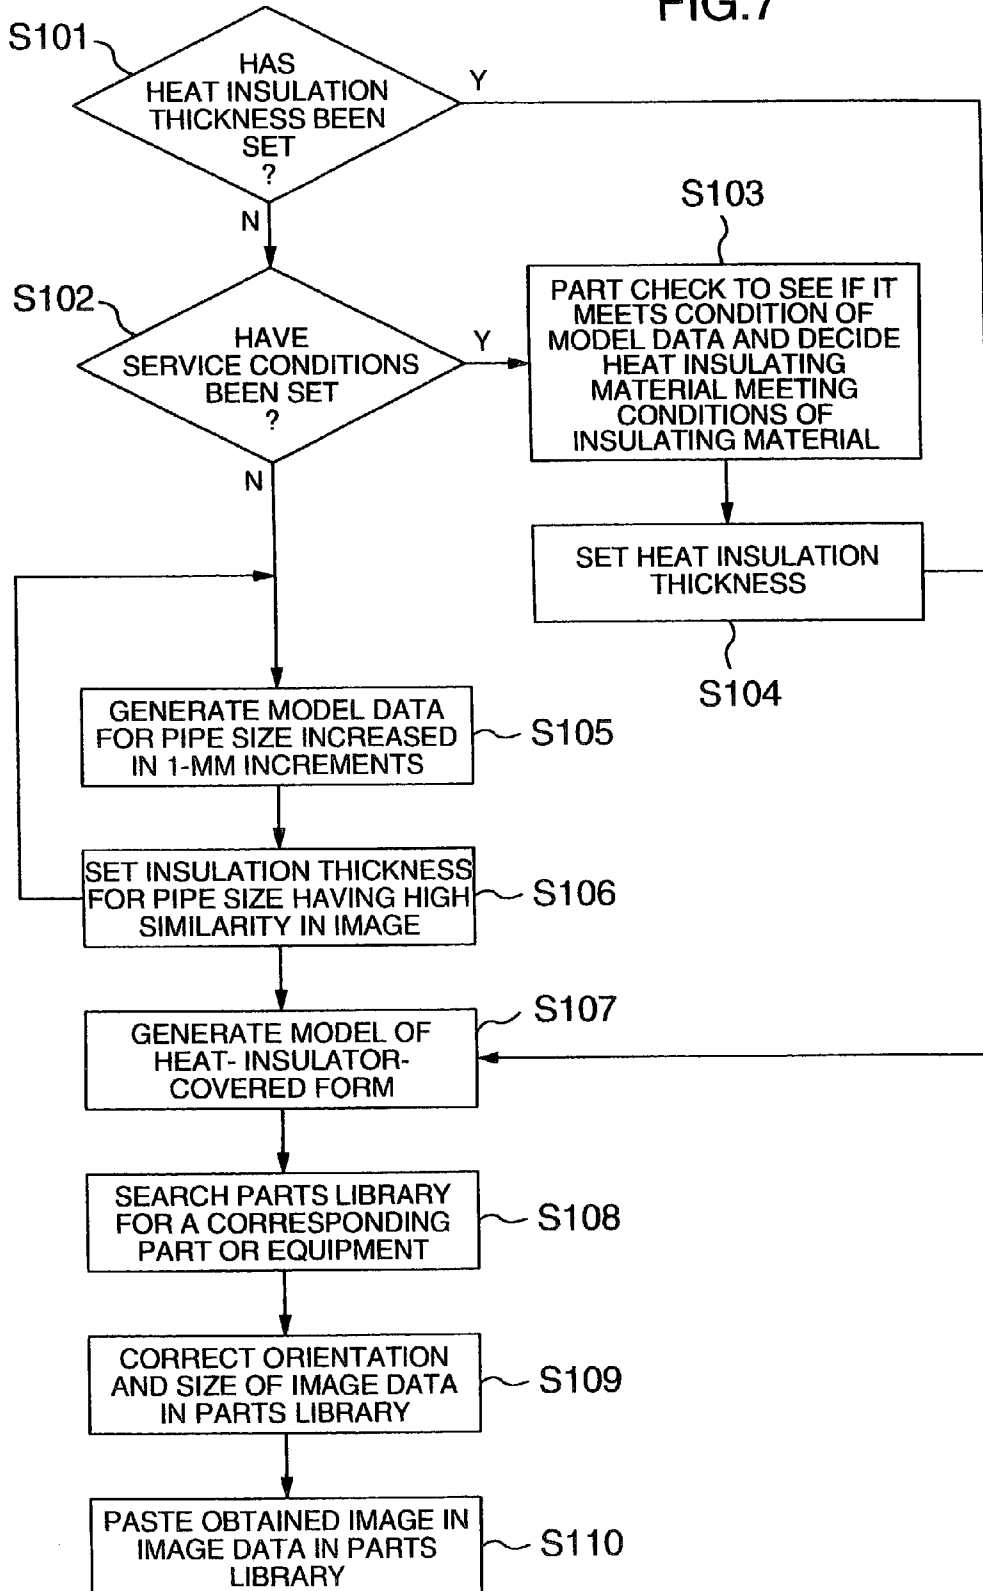 FIG.7
S101
HAS
HEAT INSULATION
THICKNESS BEEN
SET
?
Y
N
S102
HAVE
SERVICE CONDITIONS
BEEN SET
?
Y
N
S103
PART CHECK TO SEE IF IT
MEETS CONDITION OF
MODEL DATA AND DECIDE
HEAT INSULATING
MATERIAL MEETING
CONDITIONS OF
INSULATING MATERIAL
SET HEAT INSULATION
THICKNESS
S104
GENERATE MODEL DATA
FOR PIPE SIZE INCREASED
IN 1-MM INCREMENTS
S105
SET INSULATION THICKNESS
FOR PIPE SIZE HAVING HIGH
SIMILARITY IN IMAGE
S106
GENERATE MODEL OF
HEAT- INSULATOR-
COVERED FORM
S107
SEARCH PARTS LIBRARY
FOR A CORRESPONDING
PART OR EQUIPMENT
S108
CORRECT ORIENTATION
AND SIZE OF IMAGE DATA
IN PARTS LIBRARY
S109
PASTE OBTAINED IMAGE IN
IMAGE DATA IN PARTS
LIBRARY
S110